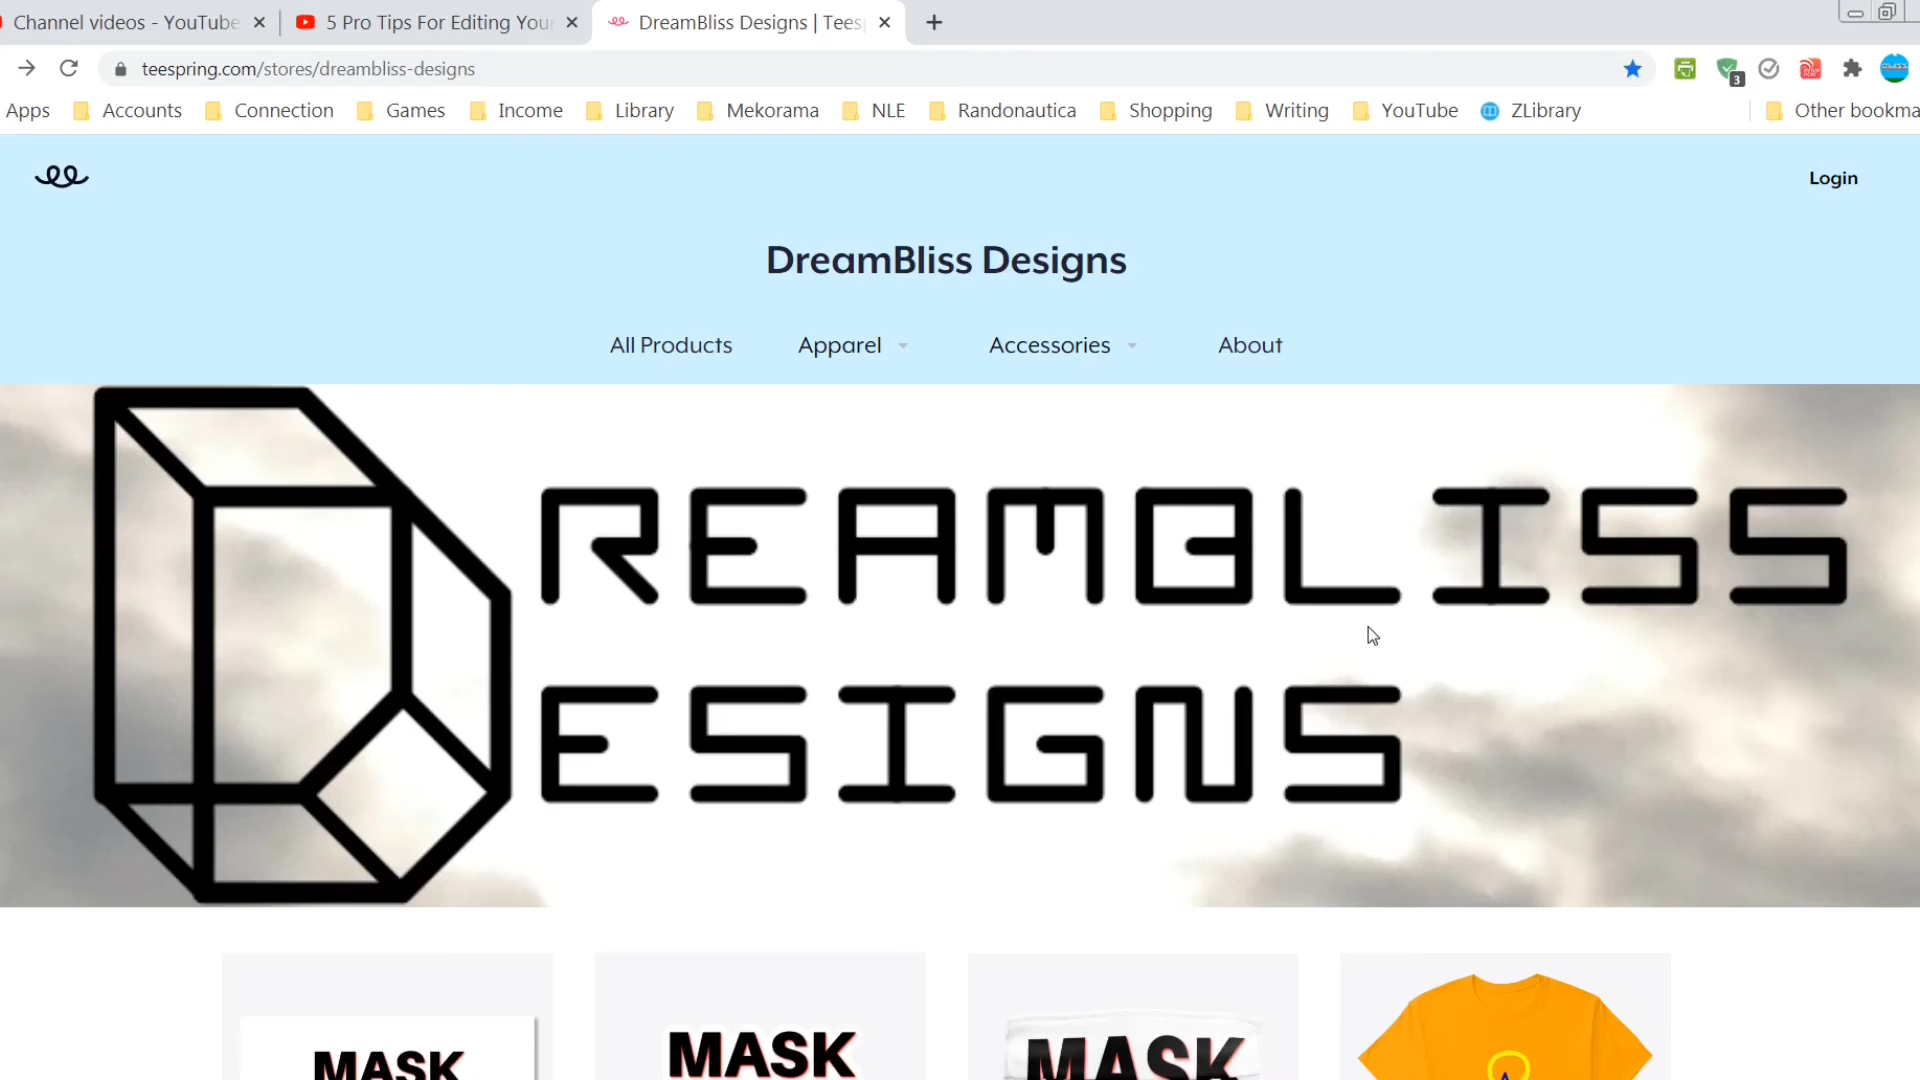 Channel videos - YouTube
5 Pro Tips For Editing Your
DreamBliss Designs | Tees
teespring.com/stores/dreambliss-designs
3
Apps Accounts Connection Games Income Library Mekorama NLE Randonautica Shopping Writing YouTube ZLibrary Other bookma
Login
DreamBliss Designs
All Products Apparel Accessories About
DREAMBLISS
ESIGNS
MASK MASK MASK